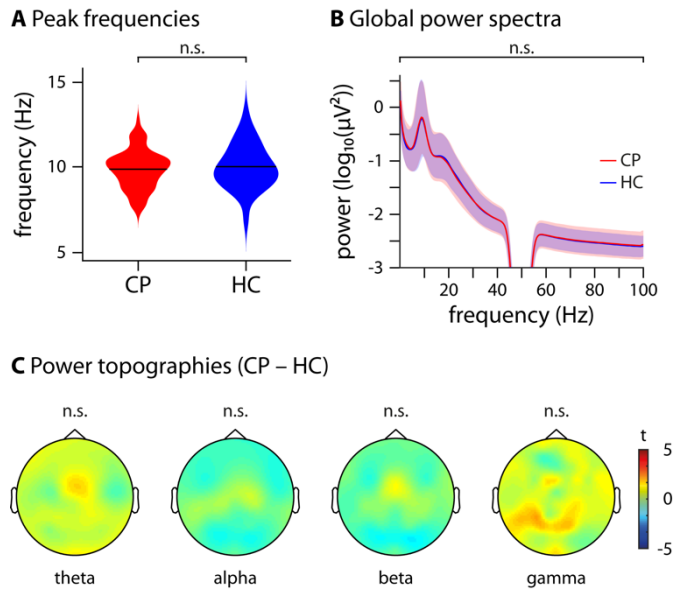 A Peak frequencies
n.s.
frequency (Hz)
15
10
5
CP
HC
B Global power spectra
n.s.
power (log₁₀(µV²))
0
-1
-2
-3
CP
HC
20
40
60
80
100
frequency (Hz)
C Power topographies (CP – HC)
n.s.
n.s.
n.s.
n.s.
theta
alpha
beta
gamma
t
5
0
-5